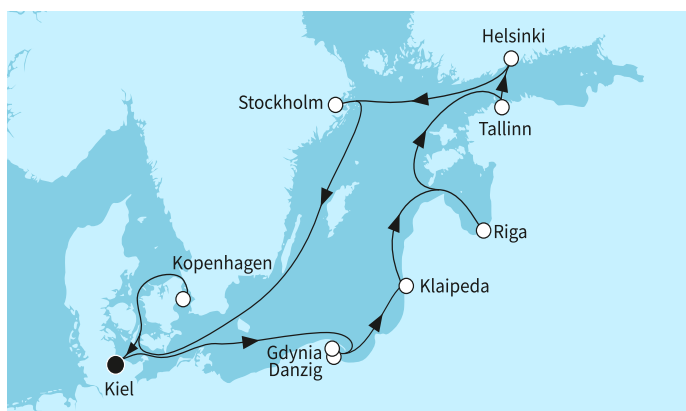 Helsinki
Stockholm
Tallinn
Riga
Kopenhagen
Klaipeda
Gdynia
Danzig
Kiel